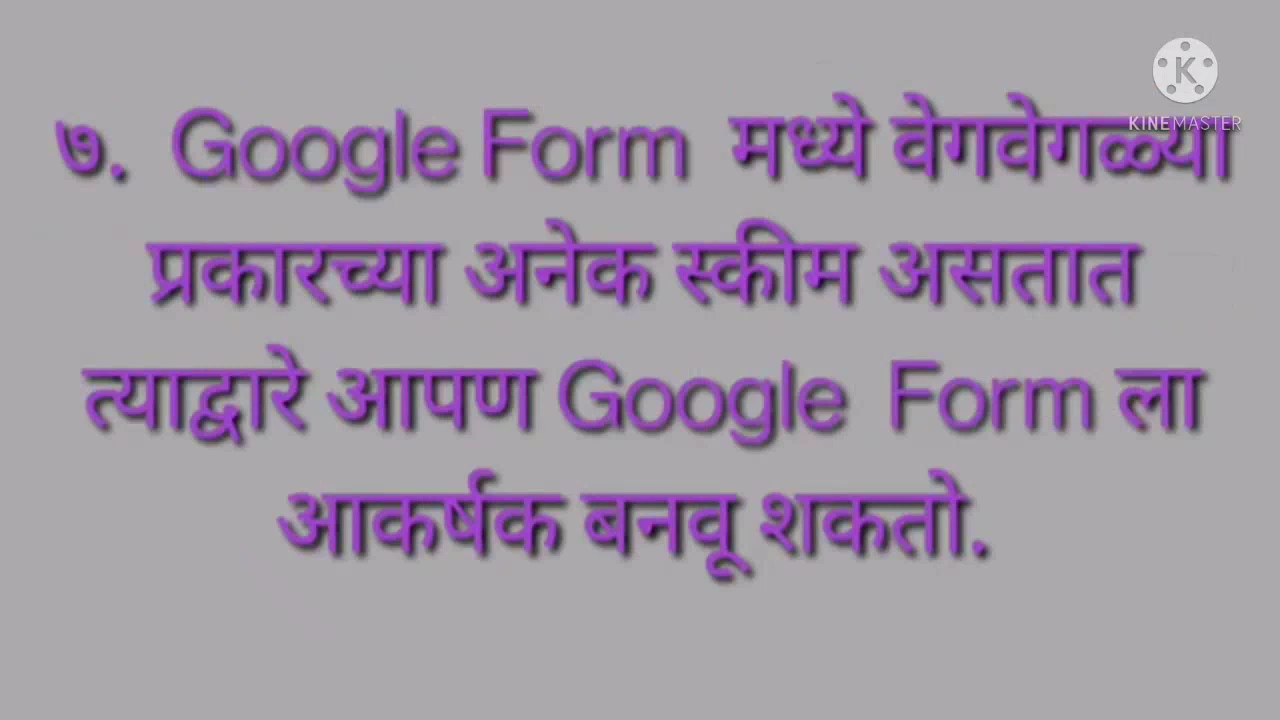 KINEMASTER
७. Google Form मध्ये वेगवेगळ्या
प्रकारच्या अनेक स्कीम असतात
त्याद्वारे आपण Google Form ला
आकर्षक बनवू शकतो.